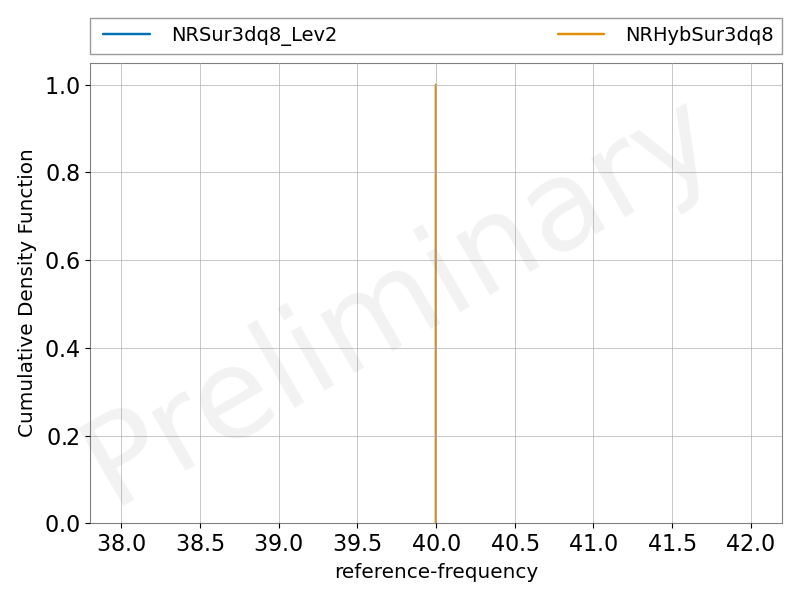 NRSur3dq8_Lev2 NRHybSur3dq8
1.0
0.8
0.6
0.4
0.2
0.0
Cumulative Density Function
Preliminary
38.0 38.5 39.0 39.5 40.0 40.5 41.0 41.5 42.0
reference-frequency